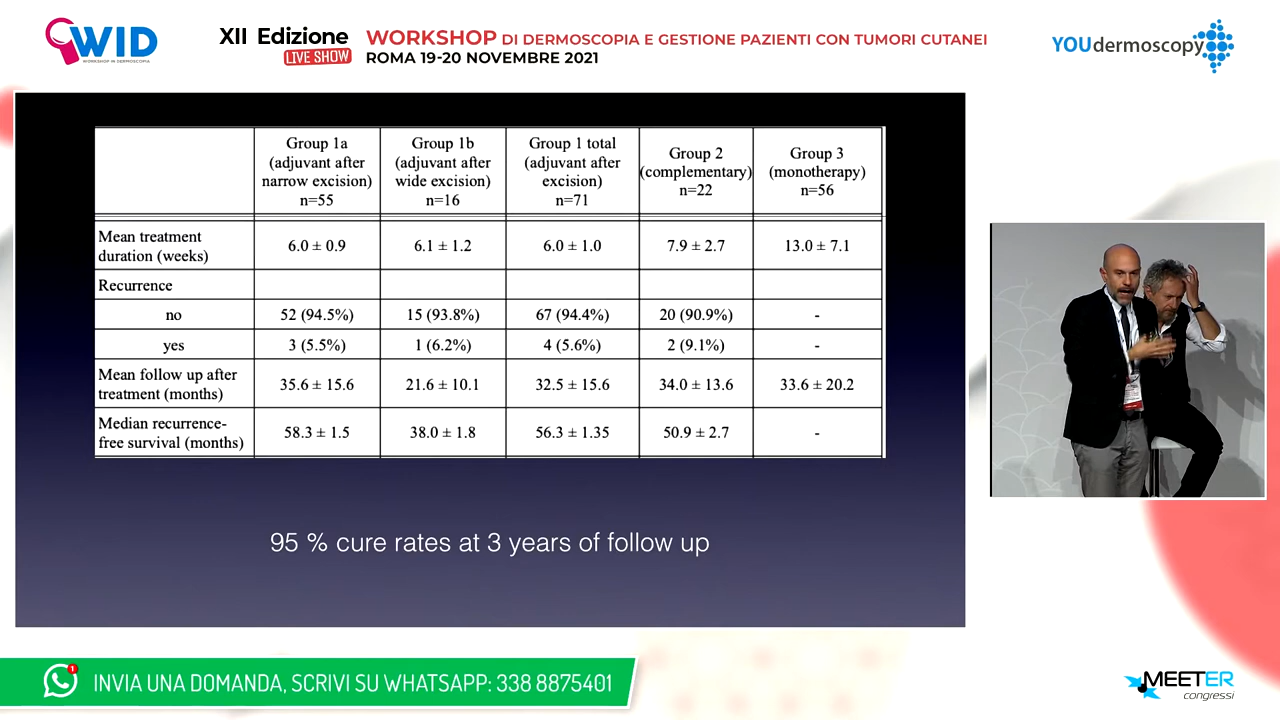 WID
WORKSHOP IN DERMOSCOPIA
XII Edizione
LIVE SHOW
WORKSHOP DI DERMOSCOPIA E GESTIONE PAZIENTI CON TUMORI CUTANEI
ROMA 19-20 NOVEMBRE 2021
YOUdermoscopy
Group 1a
(adjuvant after
narrow excision)
n=55
Group 1b
(adjuvant after
wide excision)
n=16
Group 1 total
(adjuvant after
excision)
n=71
Group 2
(complementary)
n=22
Group 3
(monotherapy)
n=56
Mean treatment
duration (weeks)
6.0 ± 0.9
6.1 ± 1.2
6.0 ± 1.0
7.9 ± 2.7
13.0 ± 7.1
Recurrence
no
52 (94.5%)
15 (93.8%)
67 (94.4%)
20 (90.9%)
-
yes
3 (5.5%)
1 (6.2%)
4 (5.6%)
2 (9.1%)
-
Mean follow up after
treatment (months)
35.6 ± 15.6
21.6 ± 10.1
32.5 ± 15.6
34.0 ± 13.6
33.6 ± 20.2
Median recurrence-
free survival (months)
58.3 ± 1.5
38.0 ± 1.8
56.3 ± 1.35
50.9 ± 2.7
-
95 % cure rates at 3 years of follow up
1
INVIA UNA DOMANDA, SCRIVI SU WHATSAPP: 338 8875401
MEETER
congressi